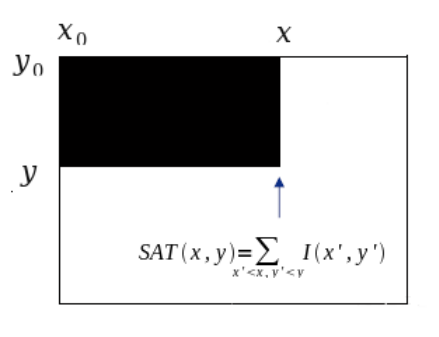 x₀ x
y₀
y
SAT(x,y)=∑I(x',y')
x'<x,y'<y